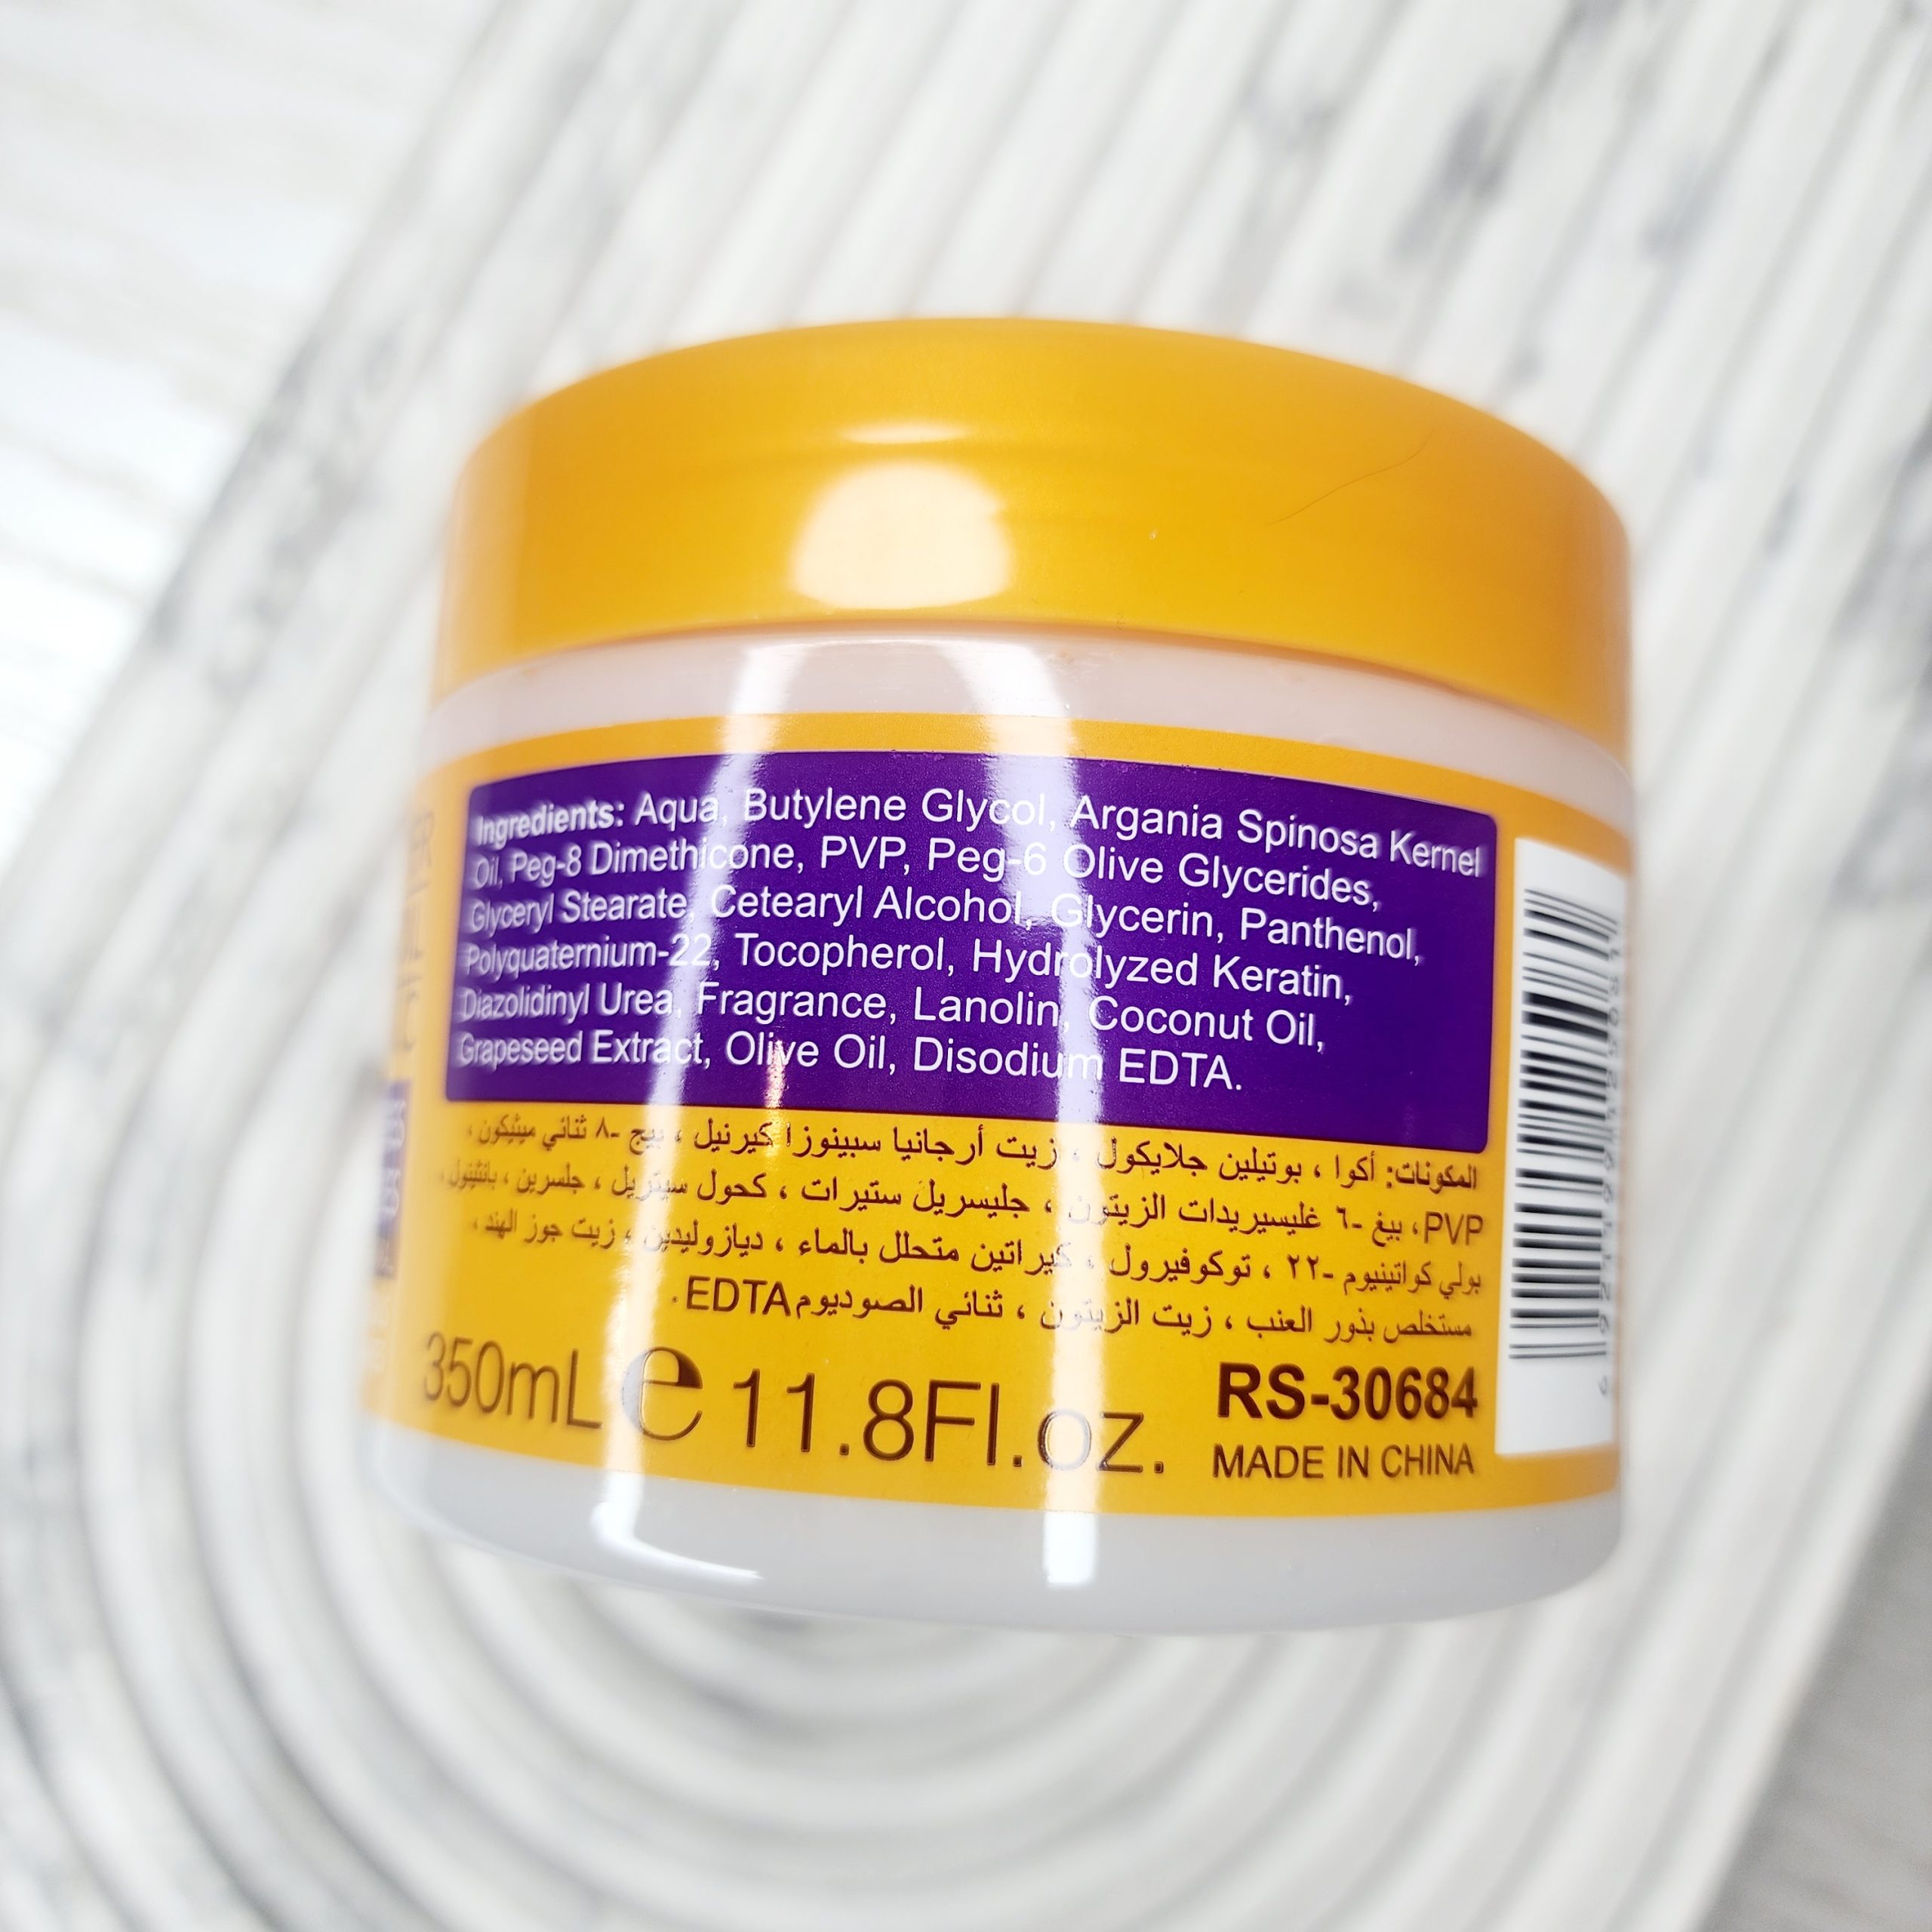 Ingredients: Aqua, Butylene Glycol, Argania Spinosa Kernel
Oil, Peg-8 Dimethicone, PVP, Peg-6 Olive Glycerides,
Glyceryl Stearate, Cetearyl Alcohol, Glycerin, Panthenol,
Polyquaternium-22, Tocopherol, Hydrolyzed Keratin,
Diazolidinyl Urea, Fragrance, Lanolin, Coconut Oil,
Grapeseed Extract, Olive Oil, Disodium EDTA.
المكونات: أكوا ، بوتيلين جلايكول ، زيت أرجانيا سبينوزا كيرنيل ، بيج -٨ ثنائي ميثيكون ،
PVP، بيغ -٦ غليسيريدات الزيتون ، جليسريل ستيرات ، كحول سيتريل ، جلسرين ، بانثينول ،
بولي كواتينيوم -٢٢ ، توكوفيرول ، كيراتين متحلل بالماء ، ديازوليدين ، زيت جوز الهند ،
مستخلص بذور العنب ، زيت الزيتون ، ثنائي الصوديوم EDTA.
350mL e 11.8Fl.oz.
RS-30684
MADE IN CHINA